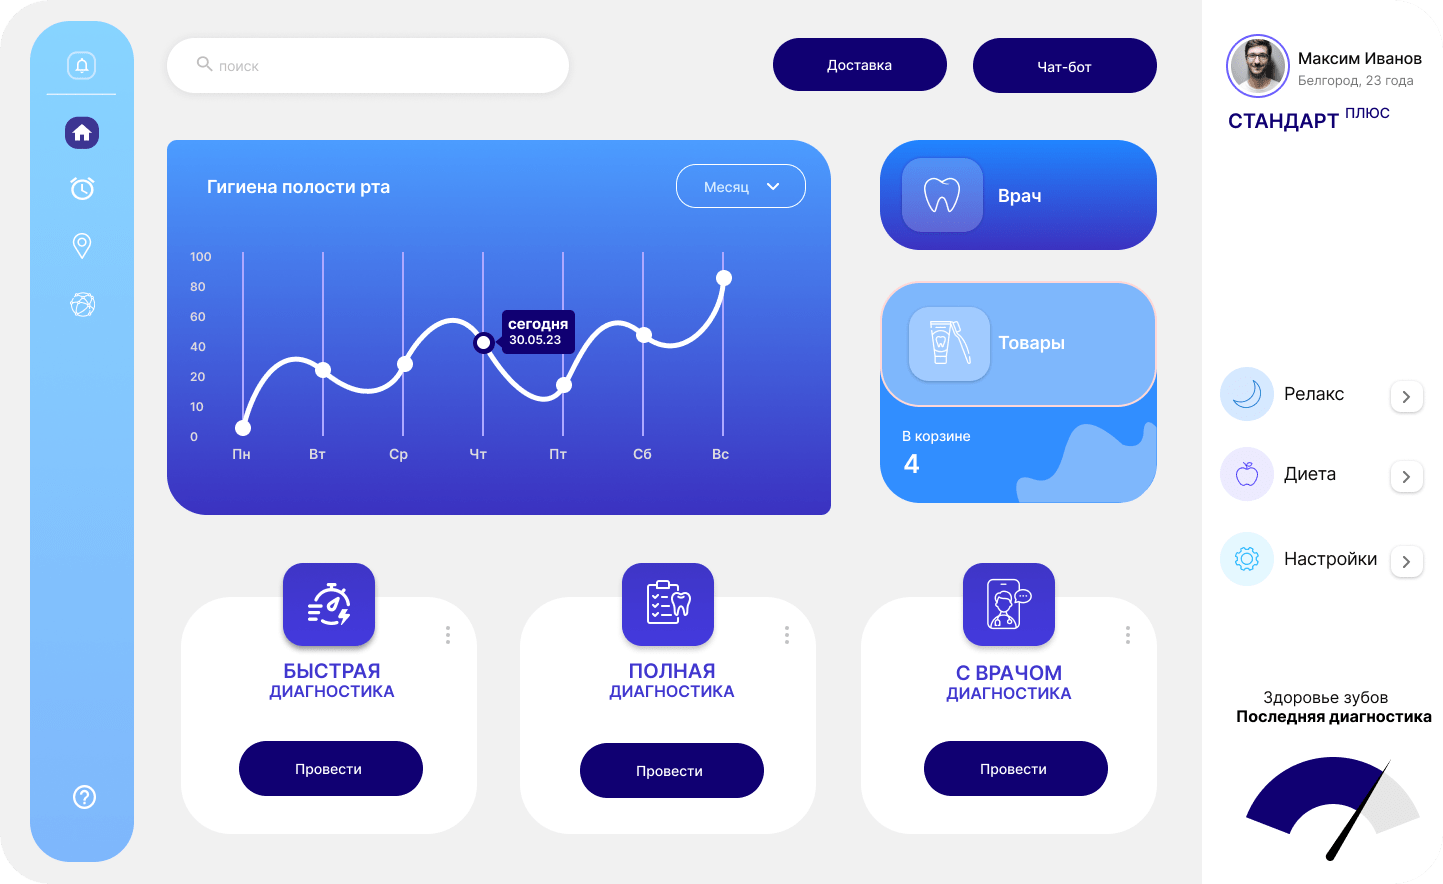 поиск
Доставка
Чат-бот
Максим Иванов
Белгород, 23 года
СТАНДАРТ ПЛЮС
Гигиена полости рта
Месяц
100
80
60
40
20
10
0
сегодня
30.05.23
Пн
Вт
Ср
Чт
Пт
Сб
Вс
Врач
Товары
В корзине
4
Релакс
Диета
Настройки
БЫСТРАЯ
ДИАГНОСТИКА
Провести
ПОЛНАЯ
ДИАГНОСТИКА
Провести
С ВРАЧОМ
ДИАГНОСТИКА
Провести
Здоровье зубов
Последняя диагностика